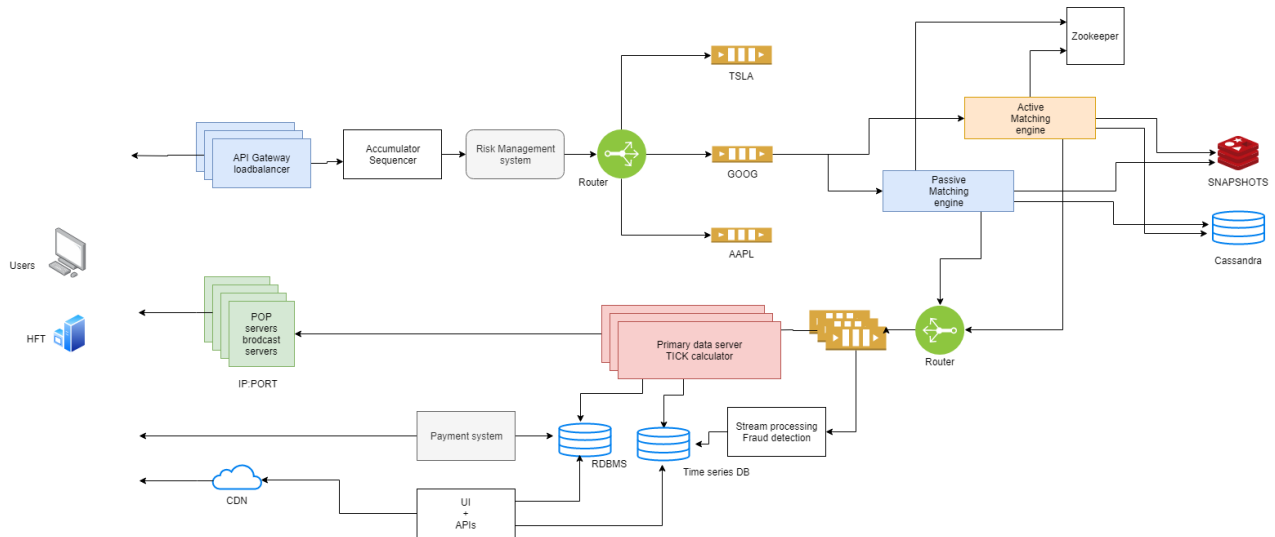 Zookeeper
TSLA
Active
Matching
engine
API Gateway
loadbalancer
Accumulator
Sequencer
Risk Management
system
Router
GOOG
Passive
Matching
engine
SNAPSHOTS
AAPL
Cassandra
Users
HFT
POP
servers
brodcast
servers
IP:PORT
Primary data server
TICK calculator
Router
Payment system
RDBMS
Stream processing
Fraud detection
Time series DB
CDN
UI
+
APIs